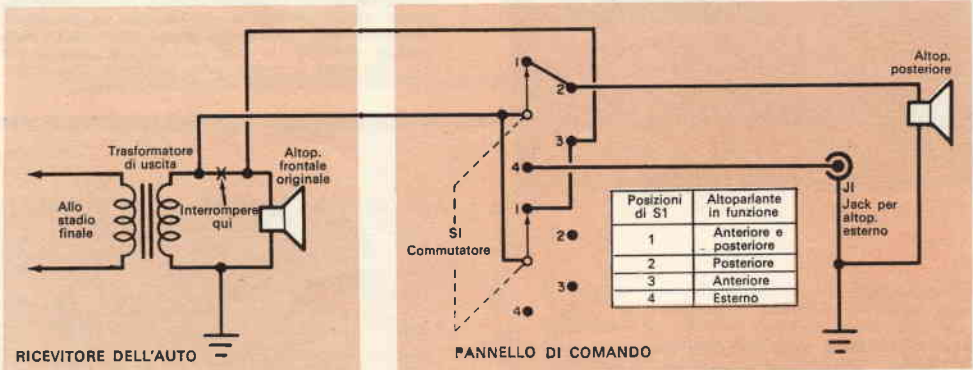 Trasformatore
di uscita
Altop.
frontale
originale
Allo
stadio
finale
Interrompere
qui
RICEVITORE DELL'AUTO
1
2
3
4
1
2
3
4
S1
Commutatore
Altop.
posteriore
J1
Jack per
altop.
esterno
Posizioni
di S1
Altoparlante
in funzione
1
Anteriore e
posteriore
2
Posteriore
3
Anteriore
4
Esterno
PANNELLO DI COMANDO